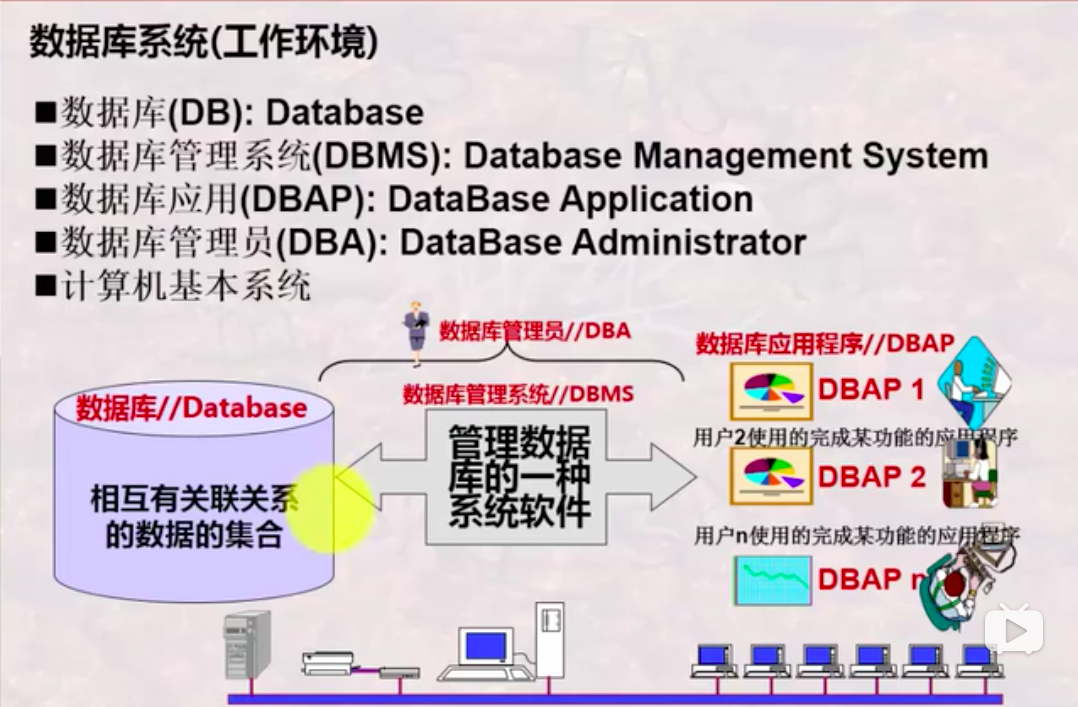 数据库系统(工作环境)
■数据库(DB): Database
■数据库管理系统(DBMS): Database Management System
■数据库应用(DBAP): DataBase Application
■数据库管理员(DBA): DataBase Administrator
■计算机基本系统
数据库管理员//DBA
数据库应用程序//DBAP
数据库管理系统//DBMS
数据库//Database
DBAP 1
管理数据
库的一种
系统软件
用户2使用的完成某功能的应用程序
DBAP 2
相互有关联关系
的数据的集合
用户n使用的完成某功能的应用程序
DBAP n